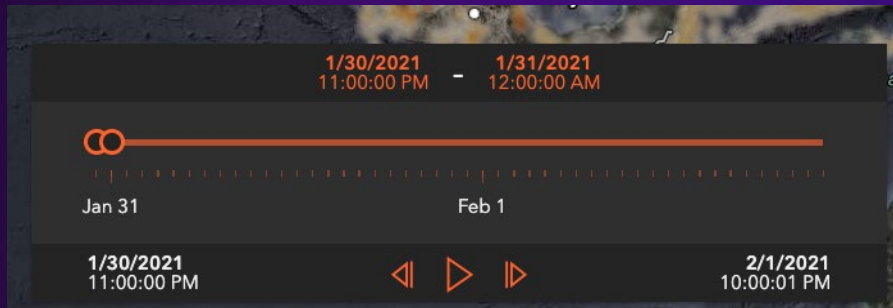 1/30/2021 - 1/31/2021
11:00:00 PM 12:00:00 AM
Jan 31 Feb 1
1/30/2021 2/1/2021
11:00:00 PM 10:00:01 PM